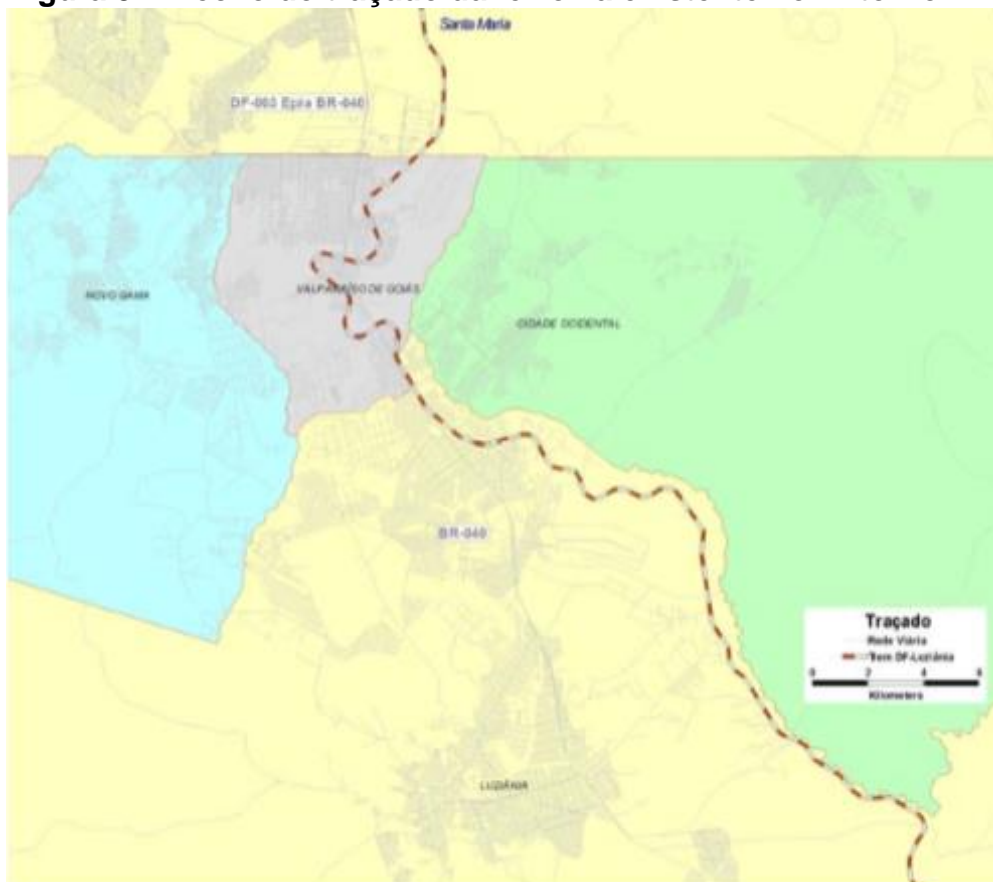 Santa Maria
DF-003 Epia BR-040
NOVO GAMA
VALPARAÍSO DE GOIÁS
CIDADE OCIDENTAL
BR-040
LUZIÂNIA
Traçado
Rede Viária
Trem DF-Luziânia
0 2 4 6
Kilometers